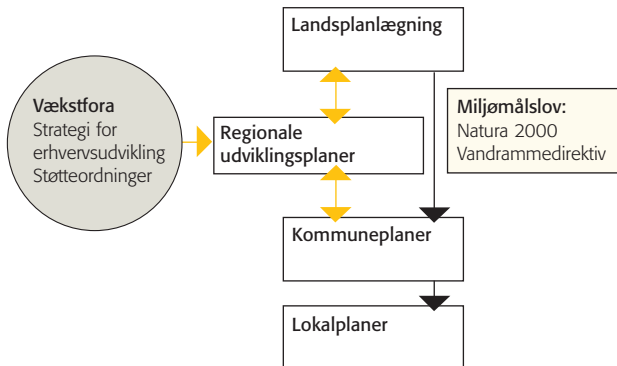 Landsplanlægning
Vækstfora
Strategi for
erhvervsudvikling
Støtteordninger
Regionale
udviklingsplaner
Miljømålslov:
Natura 2000
Vandrammedirektiv
Kommuneplaner
Lokalplaner